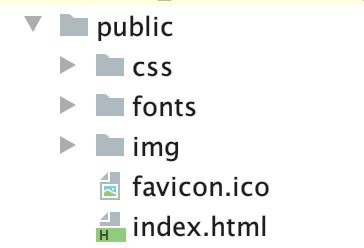 public
css
fonts
img
favicon.ico
H
index.html